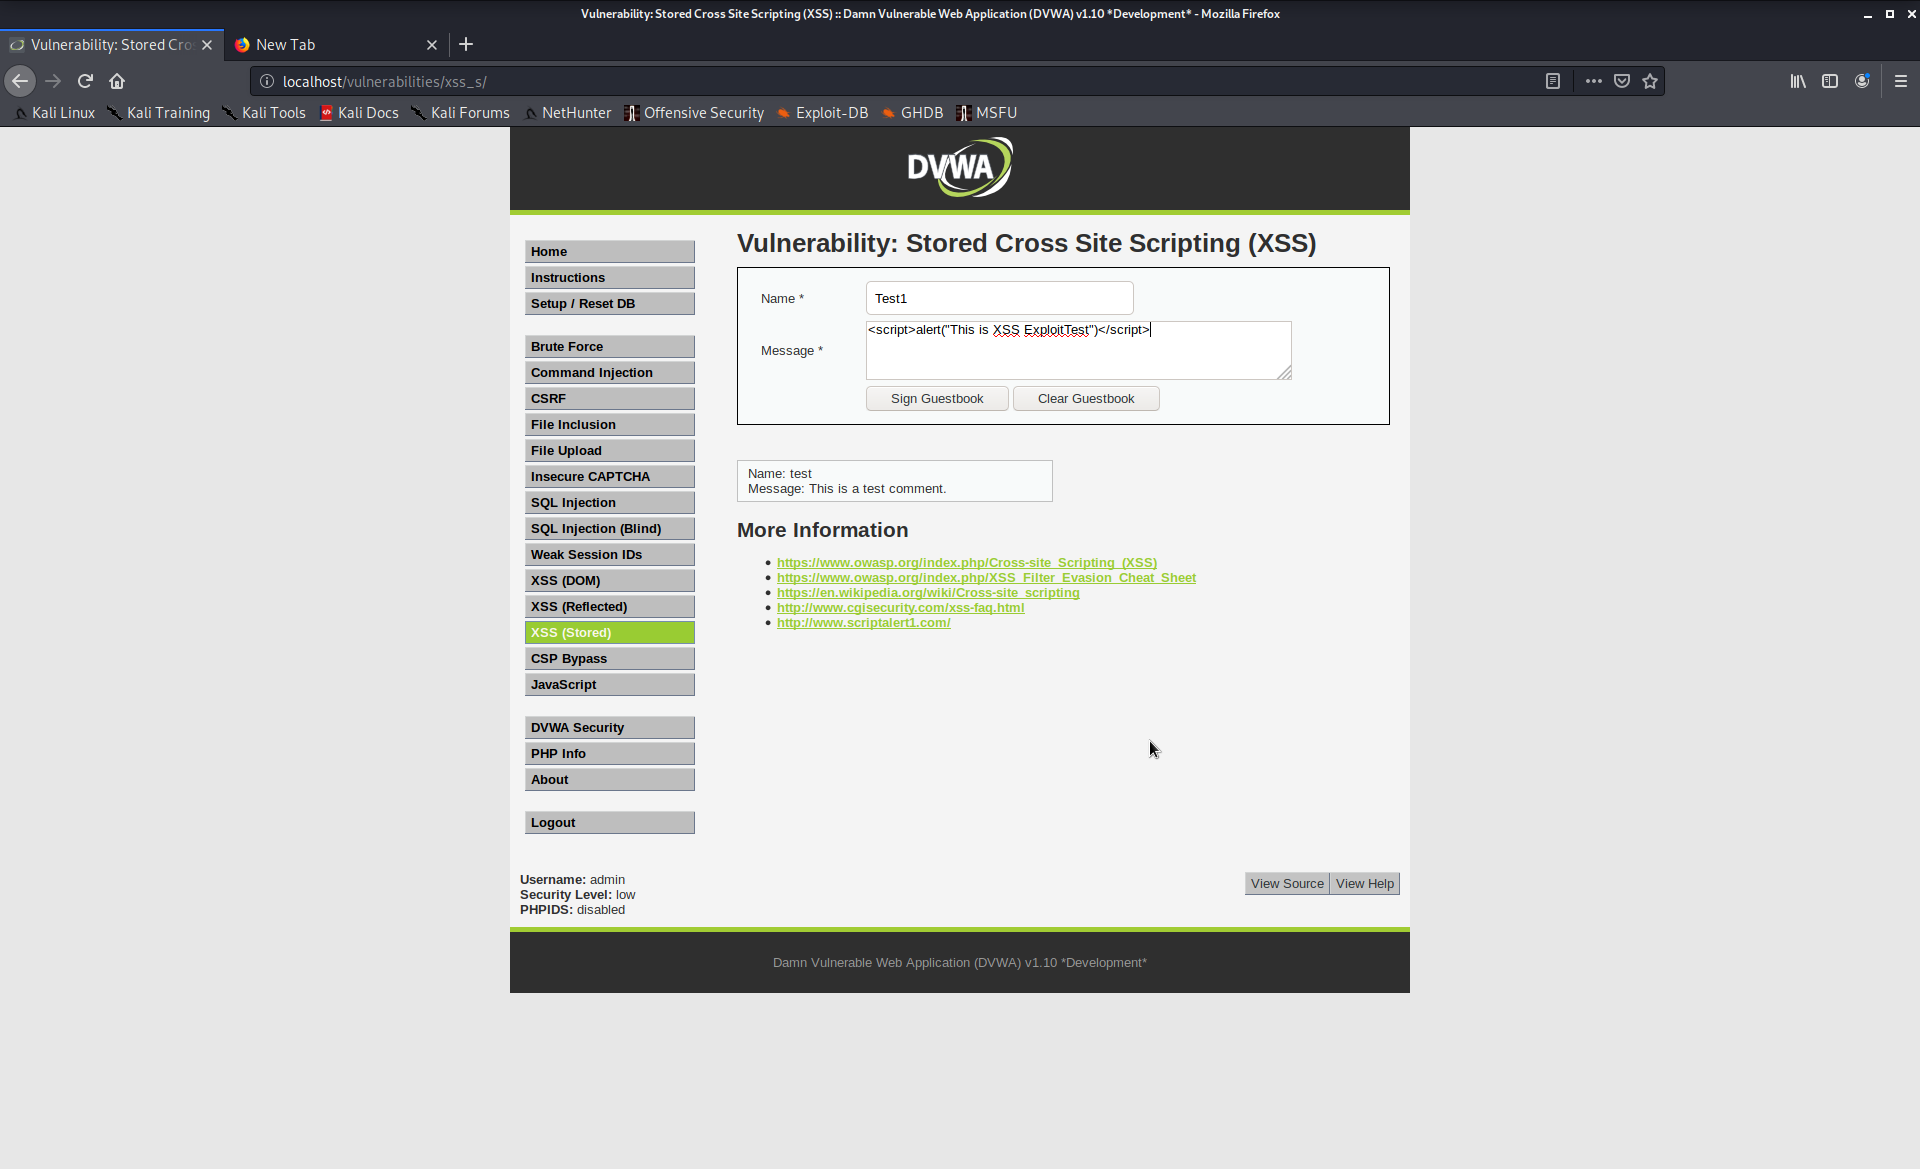 Vulnerability: Stored Cross Site Scripting (XSS) :: Damn Vulnerable Web Application (DVWA) v1.10 *Development* - Mozilla Firefox
Vulnerability: Stored Cro
New Tab
localhost/vulnerabilities/xss_s/
Kali Linux Kali Training Kali Tools Kali Docs Kali Forums NetHunter Offensive Security Exploit-DB GHDB MSFU
DVWA
Home
Instructions
Setup / Reset DB
Brute Force
Command Injection
CSRF
File Inclusion
File Upload
Insecure CAPTCHA
SQL Injection
SQL Injection (Blind)
Weak Session IDs
XSS (DOM)
XSS (Reflected)
XSS (Stored)
CSP Bypass
JavaScript
DVWA Security
PHP Info
About
Logout
Vulnerability: Stored Cross Site Scripting (XSS)
Name * Test1
Message * <script>alert("This is XSS ExploitTest")</script>
Sign Guestbook Clear Guestbook
Name: test
Message: This is a test comment.
More Information
https://www.owasp.org/index.php/Cross-site_Scripting_(XSS)
https://www.owasp.org/index.php/XSS_Filter_Evasion_Cheat_Sheet
https://en.wikipedia.org/wiki/Cross-site_scripting
http://www.cgisecurity.com/xss-faq.html
http://www.scriptalert1.com/
Username: admin
Security Level: low
PHPIDS: disabled
View Source View Help
Damn Vulnerable Web Application (DVWA) v1.10 *Development*